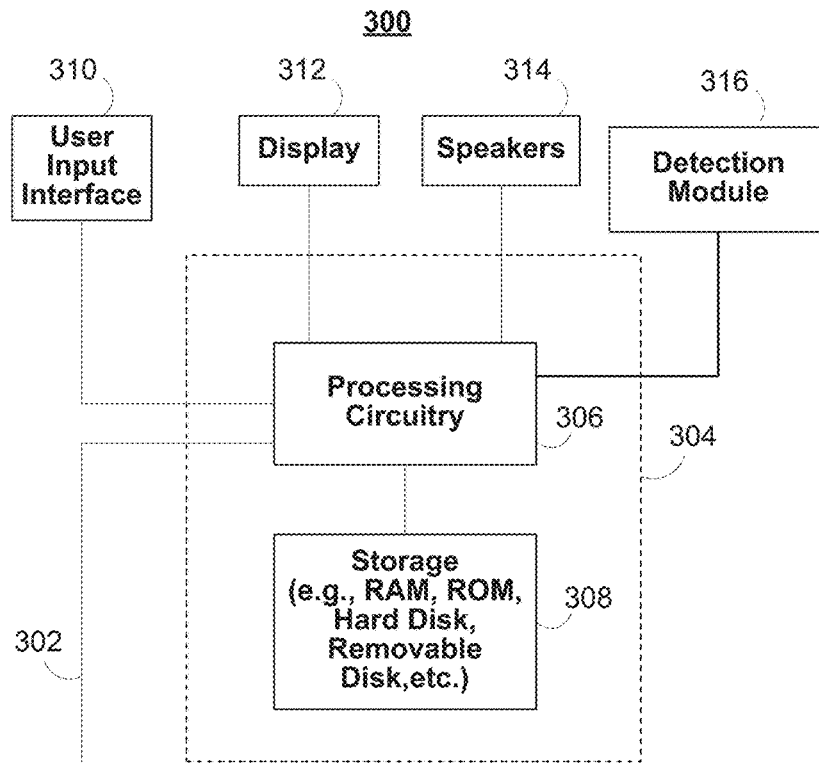 300
310
312
314
316
User
Input
Interface
Display
Speakers
Detection
Module
Processing
Circuitry
306
304
Storage
(e.g., RAM, ROM,
Hard Disk,
Removable
Disk,etc.)
308
302